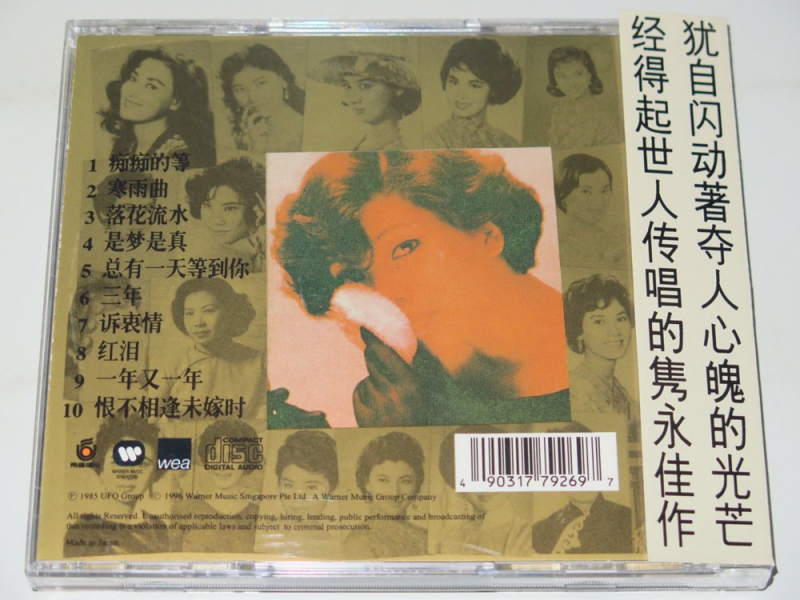 1 痴痴的等
2 寒雨曲
3 落花流水
4 是梦是真
5 总有一天等到你
6 三年
7 诉衷情
8 红泪
9 一年又一年
10 恨不相逢未嫁时
WARNER MUSIC
wea
COMPACT
disc
DIGITAL AUDIO
4 90317 79269 7
℗ 1985 UFO Group © 1996 Warner Music Singapore Pte Ltd. A Warner Music Group Company
All rights Reserved. Unauthorised reproduction, copying, hiring, lending, public performance and broadcasting of
this recording is a violation of applicable laws and subject to criminal prosecution.
Made in Japan
犹自闪动著夺人心魄的光芒
经得起世人传唱的隽永佳作